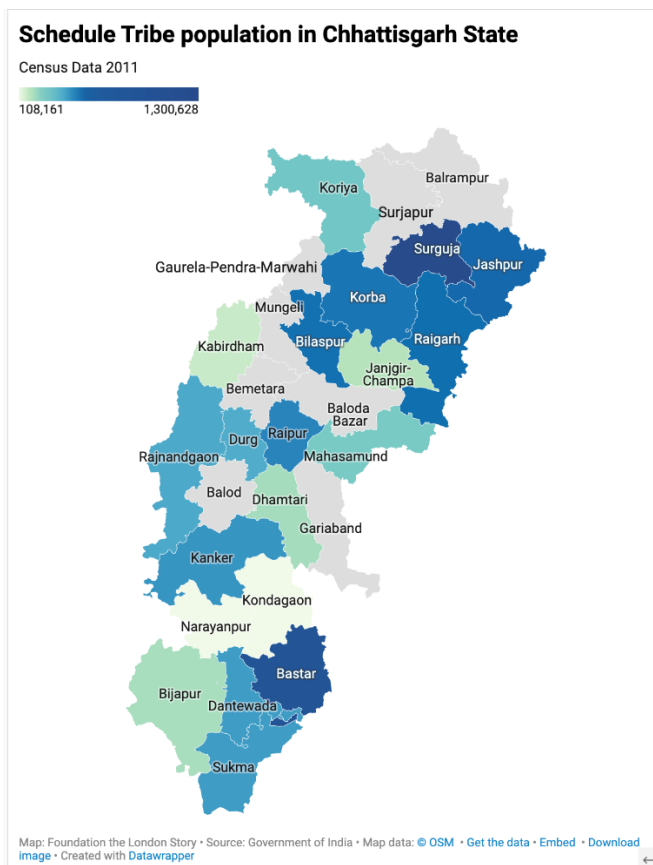 Schedule Tribe population in Chhattisgarh State
Census Data 2011
108,161 1,300,628
Balrampur
Koriya
Surjapur
Surguja
Jashpur
Gaurela-Pendra-Marwahi
Korba
Mungeli
Bilaspur
Raigarh
Kabirdham
Janjgir-
Champa
Bemetara
Baloda
Bazar
Raipur
Durg
Rajnandgaon
Mahasamund
Balod
Dhamtari
Gariaband
Kanker
Kondagaon
Narayanpur
Bastar
Bijapur
Dantewada
Sukma
Map: Foundation the London Story • Source: Government of India • Map data: © OSM • Get the data • Embed • Download
image • Created with Datawrapper